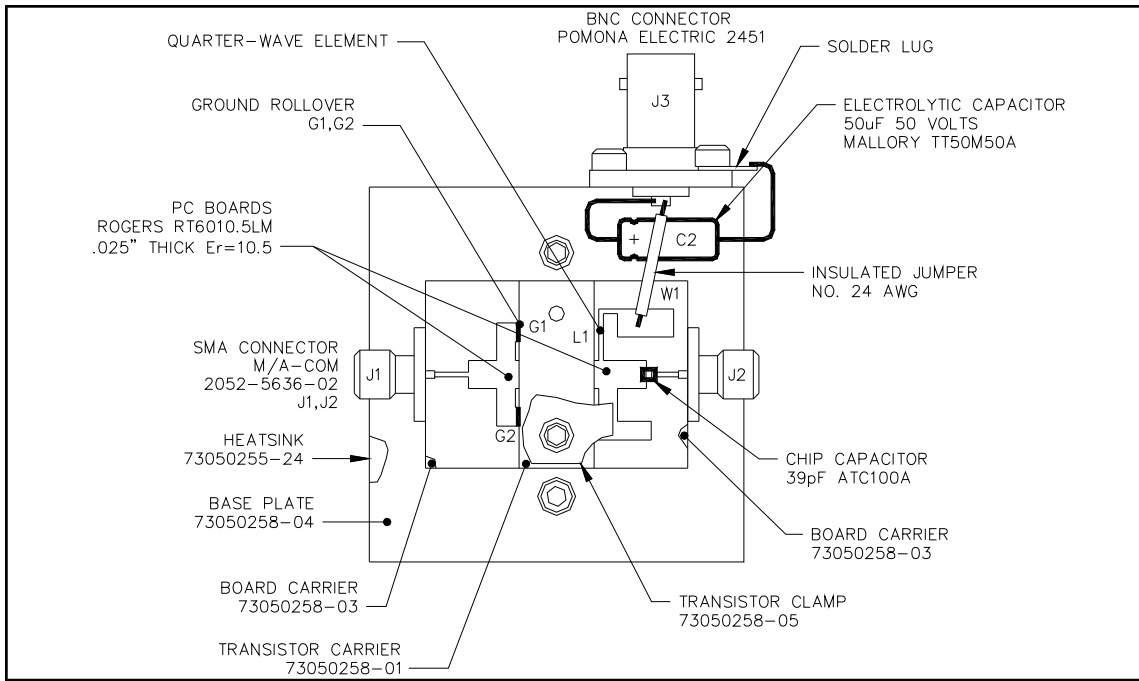 BNC CONNECTOR
POMONA ELECTRIC 2451
QUARTER-WAVE ELEMENT
SOLDER LUG
J3
GROUND ROLLOVER
G1,G2
ELECTROLYTIC CAPACITOR
50uF 50 VOLTS
MALLORY TT50M50A
PC BOARDS
ROGERS RT6010.5LM
.025" THICK Er=10.5
+ C2
INSULATED JUMPER
NO. 24 AWG
W1
G1
L1
SMA CONNECTOR
M/A-COM
2052-5636-02
J1,J2
J1
J2
G2
HEATSINK
73050255-24
CHIP CAPACITOR
39pF ATC100A
BASE PLATE
73050258-04
BOARD CARRIER
73050258-03
BOARD CARRIER
73050258-03
TRANSISTOR CLAMP
73050258-05
TRANSISTOR CARRIER
73050258-01